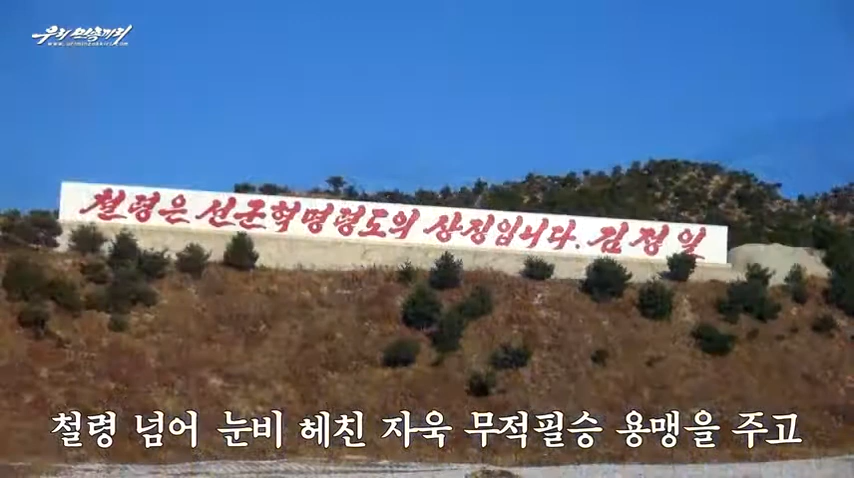 우리민족끼리
철령은 선군혁명령도의 상징입니다. 김정일
철령 넘어 눈비 헤친 자욱 무적필승 용맹을 주고